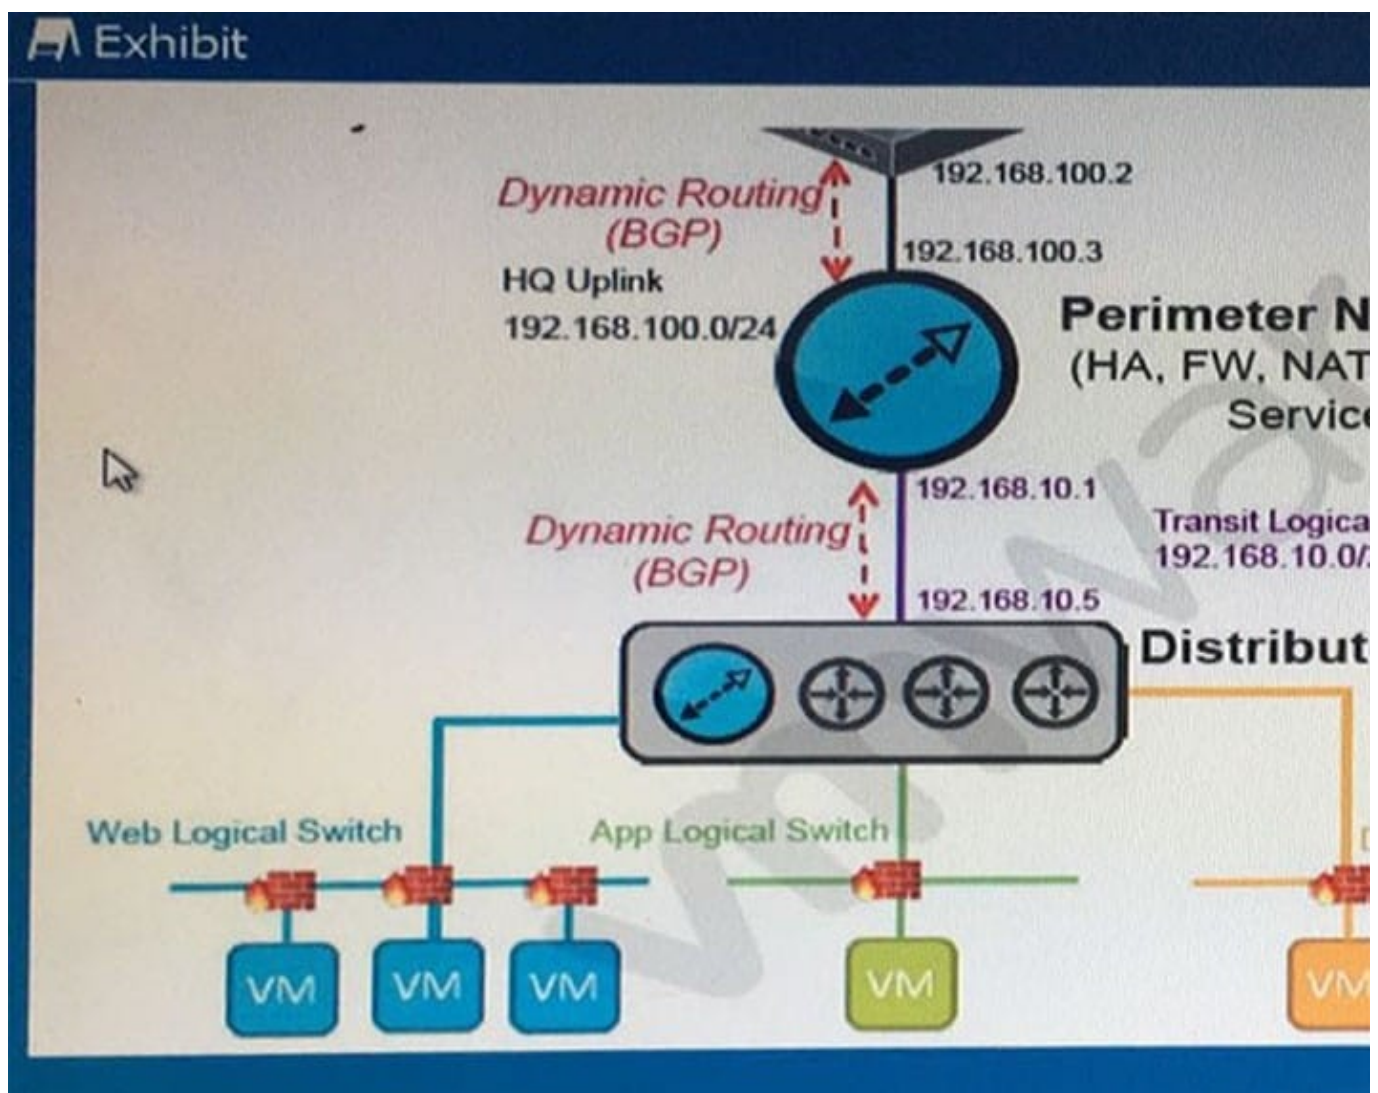 Exhibit
192.168.100.2
Dynamic Routing
(BGP)
192.168.100.3
HQ Uplink
192.168.100.0/24
Perimeter N
(HA, FW, NAT
Service
192.168.10.1
Dynamic Routing
(BGP)
Transit Logica
192.168.10.0/
192.168.10.5
Distribut
Web Logical Switch
App Logical Switch
VM
VM
VM
VM
VM
vmwar